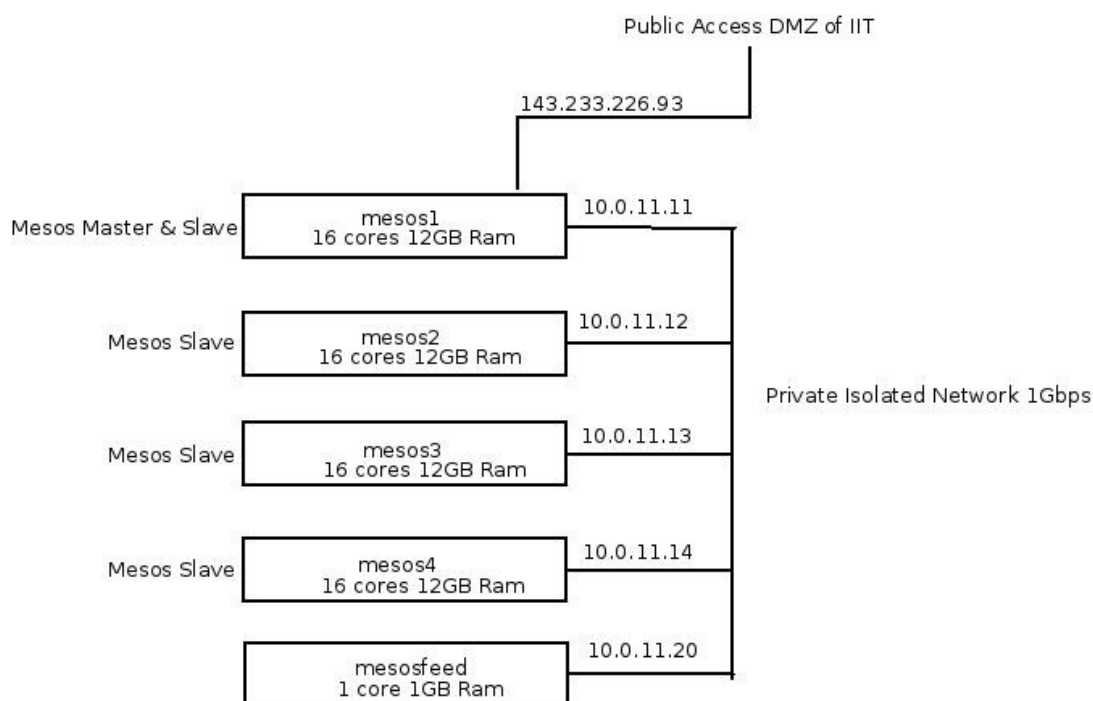 Public Access DMZ of IIT
143.233.226.93
Mesos Master & Slave
mesos1
16 cores 12GB Ram
10.0.11.11
Mesos Slave
mesos2
16 cores 12GB Ram
10.0.11.12
Private Isolated Network 1Gbps
Mesos Slave
mesos3
16 cores 12GB Ram
10.0.11.13
Mesos Slave
mesos4
16 cores 12GB Ram
10.0.11.14
mesosfeed
1 core 1GB Ram
10.0.11.20